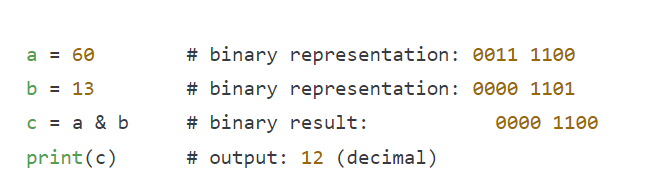 a = 60        # binary representation: 0011 1100
b = 13        # binary representation: 0000 1101
c = a & b     # binary result:           0000 1100
print(c)      # output: 12 (decimal)